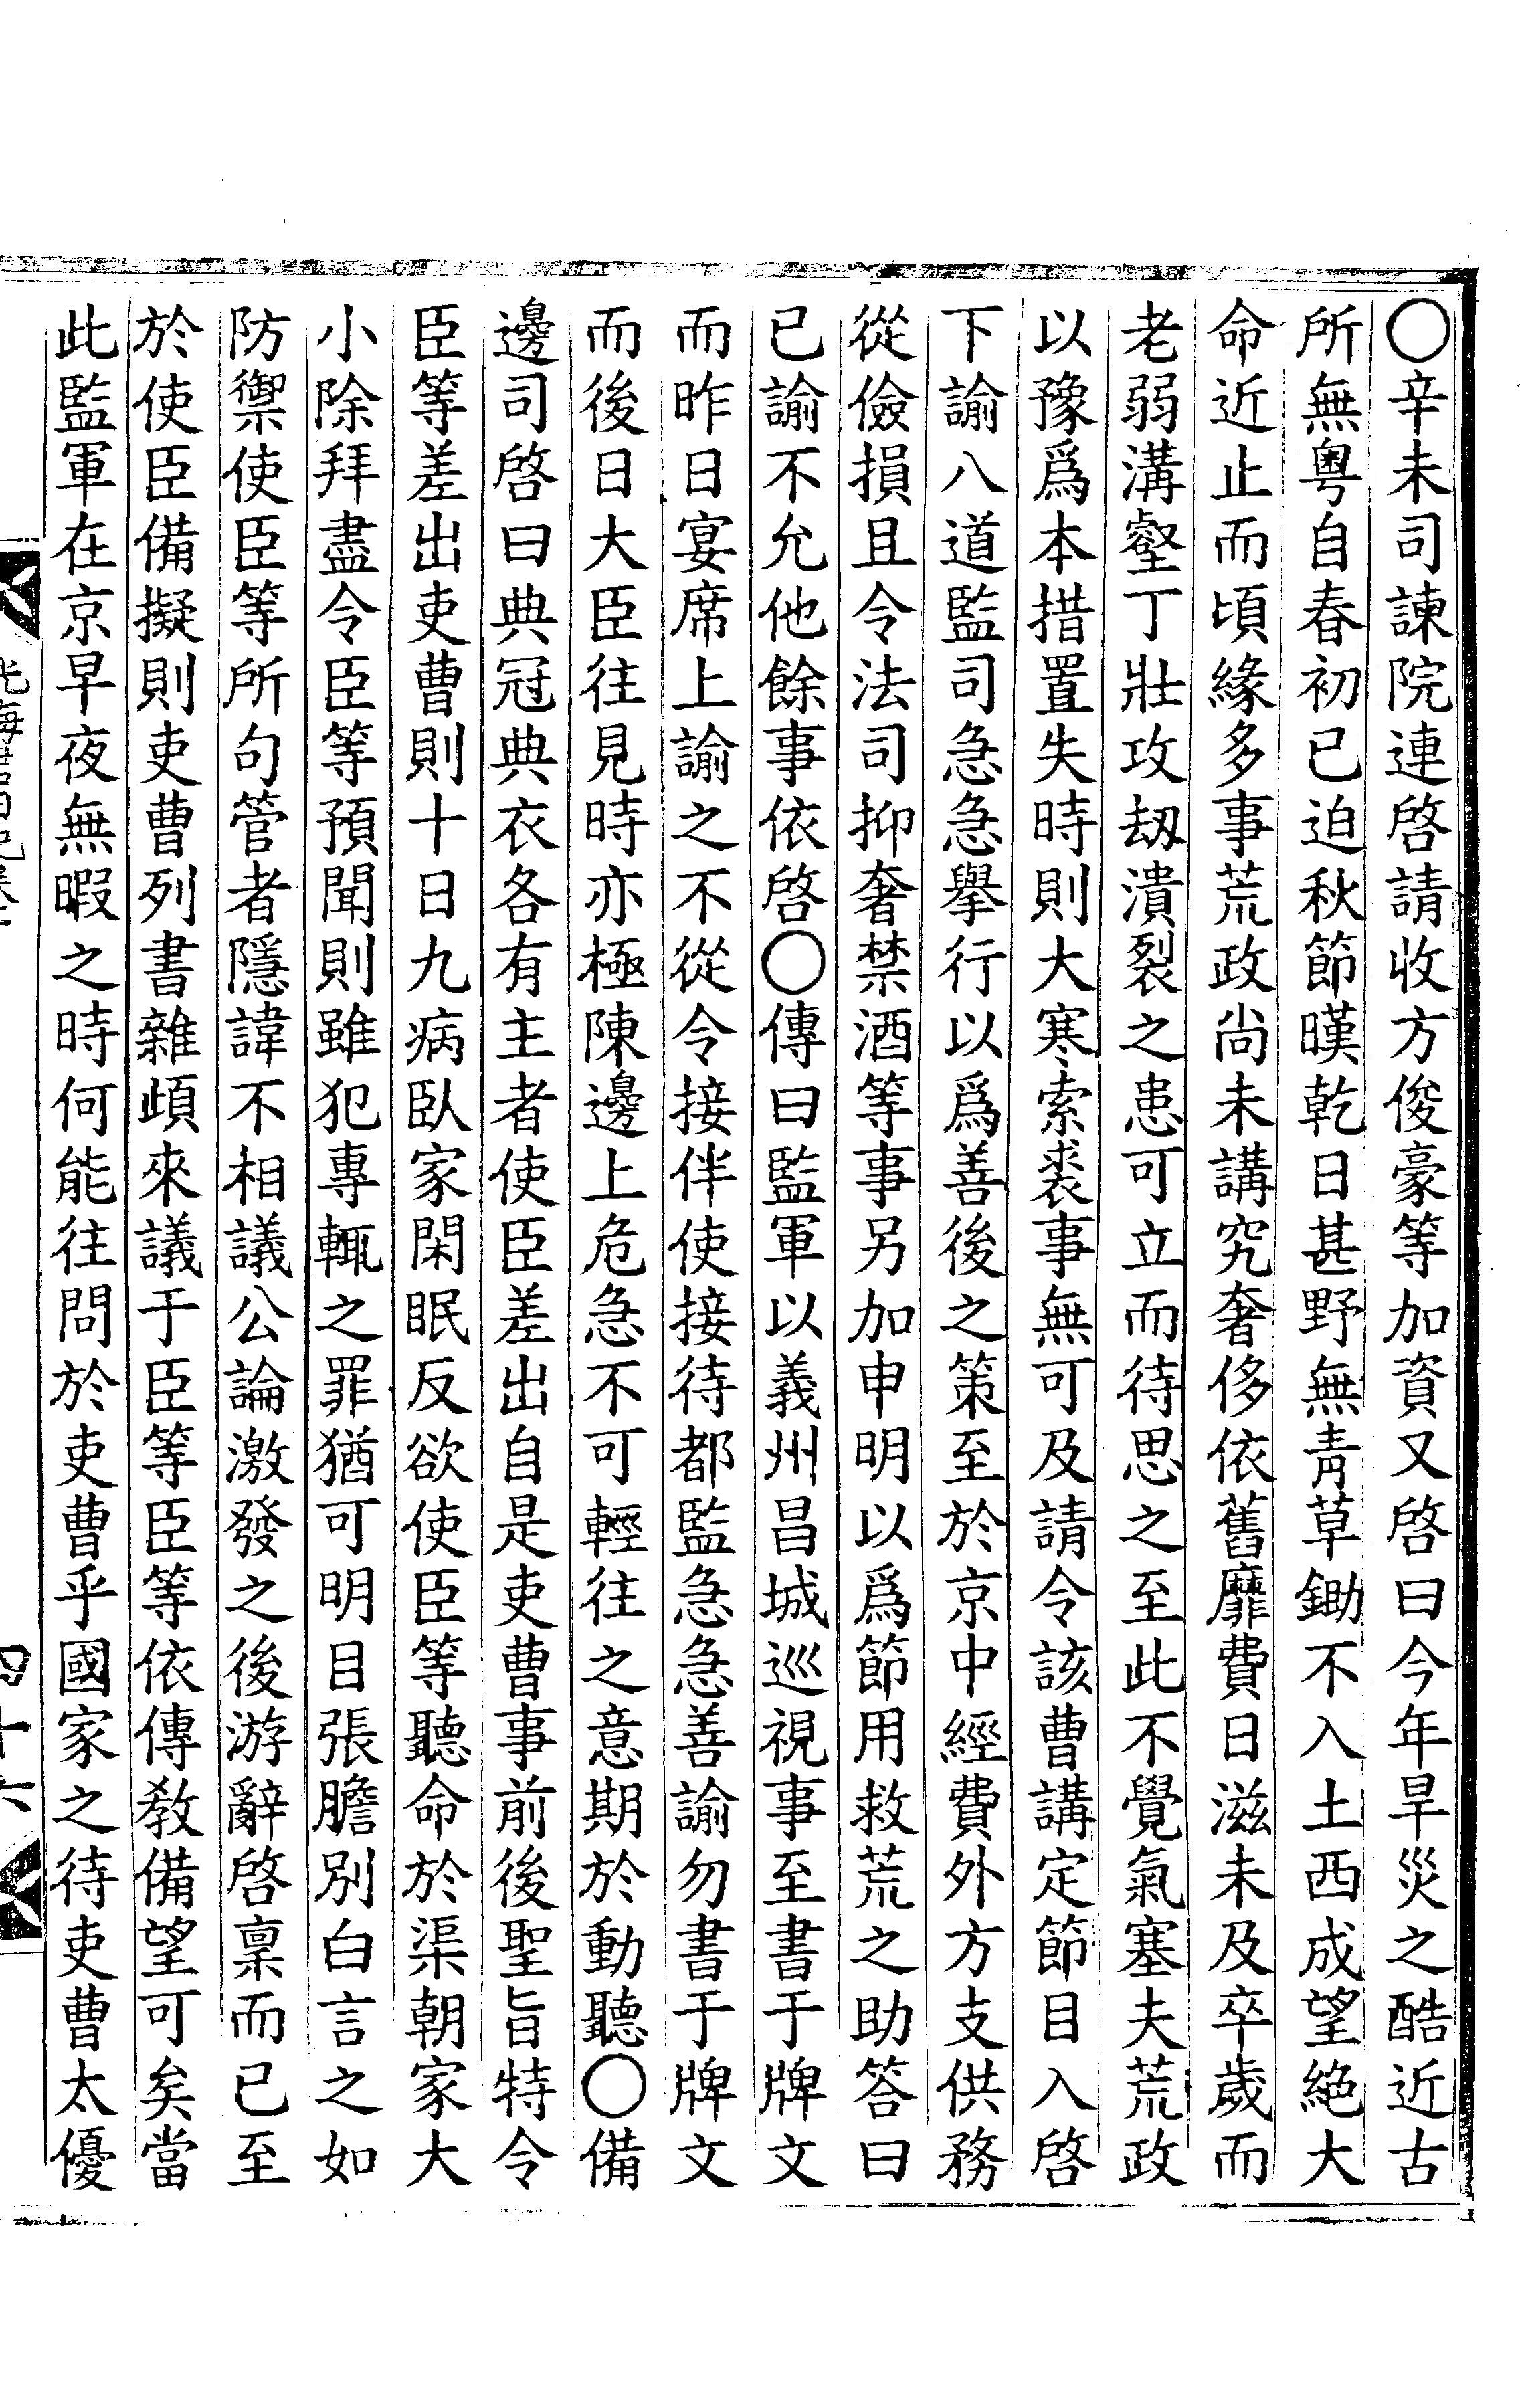 〇辛未司諫院連啓請收方俊豪等加資又啓曰今年旱災之酷近古
所無粤自春初已迫秋節暵乾日甚野無靑草鋤不入土西成望絕大
命近止而頃緣多事荒政尙未講究奢侈依舊靡費日滋未及卒歲而
老弱溝壑丁壯攻刼潰裂之患可立而待思之至此不覺氣塞夫荒政
以豫爲本措置失時則大寒索裘事無可及請令該曹講定節目入啓
下諭八道監司急急擧行以爲善後之策至於京中經費外方支供務
從儉損且令法司抑奢禁酒等事另加申明以爲節用救荒之助答曰
已諭不允他餘事依啓〇傳曰監軍以義州昌城巡視事至書于牌文
而昨日宴席上諭之不從令接伴使接待都監急急善諭勿書于牌文
而後日大臣往見時亦極陳邊上危急不可輕往之意期於動聽〇備
邊司啓曰典冠典衣各有主者使臣差出自是吏曹事前後聖旨特令
臣等差出吏曹則十日九病臥家閑眠反欲使臣等聽命於渠朝家大
小除拜盡令臣等預聞則雖犯專輒之罪猶可明目張膽別白言之如
防禦使臣等所句管者隱諱不相議公論激發之後游辭啓稟而已至
於使臣備擬則吏曹列書雜頉來議于臣等臣等依傳敎備望可矣當
此監軍在京早夜無暇之時何能往問於吏曹乎國家之待吏曹太優
光海君日記卷
四十六